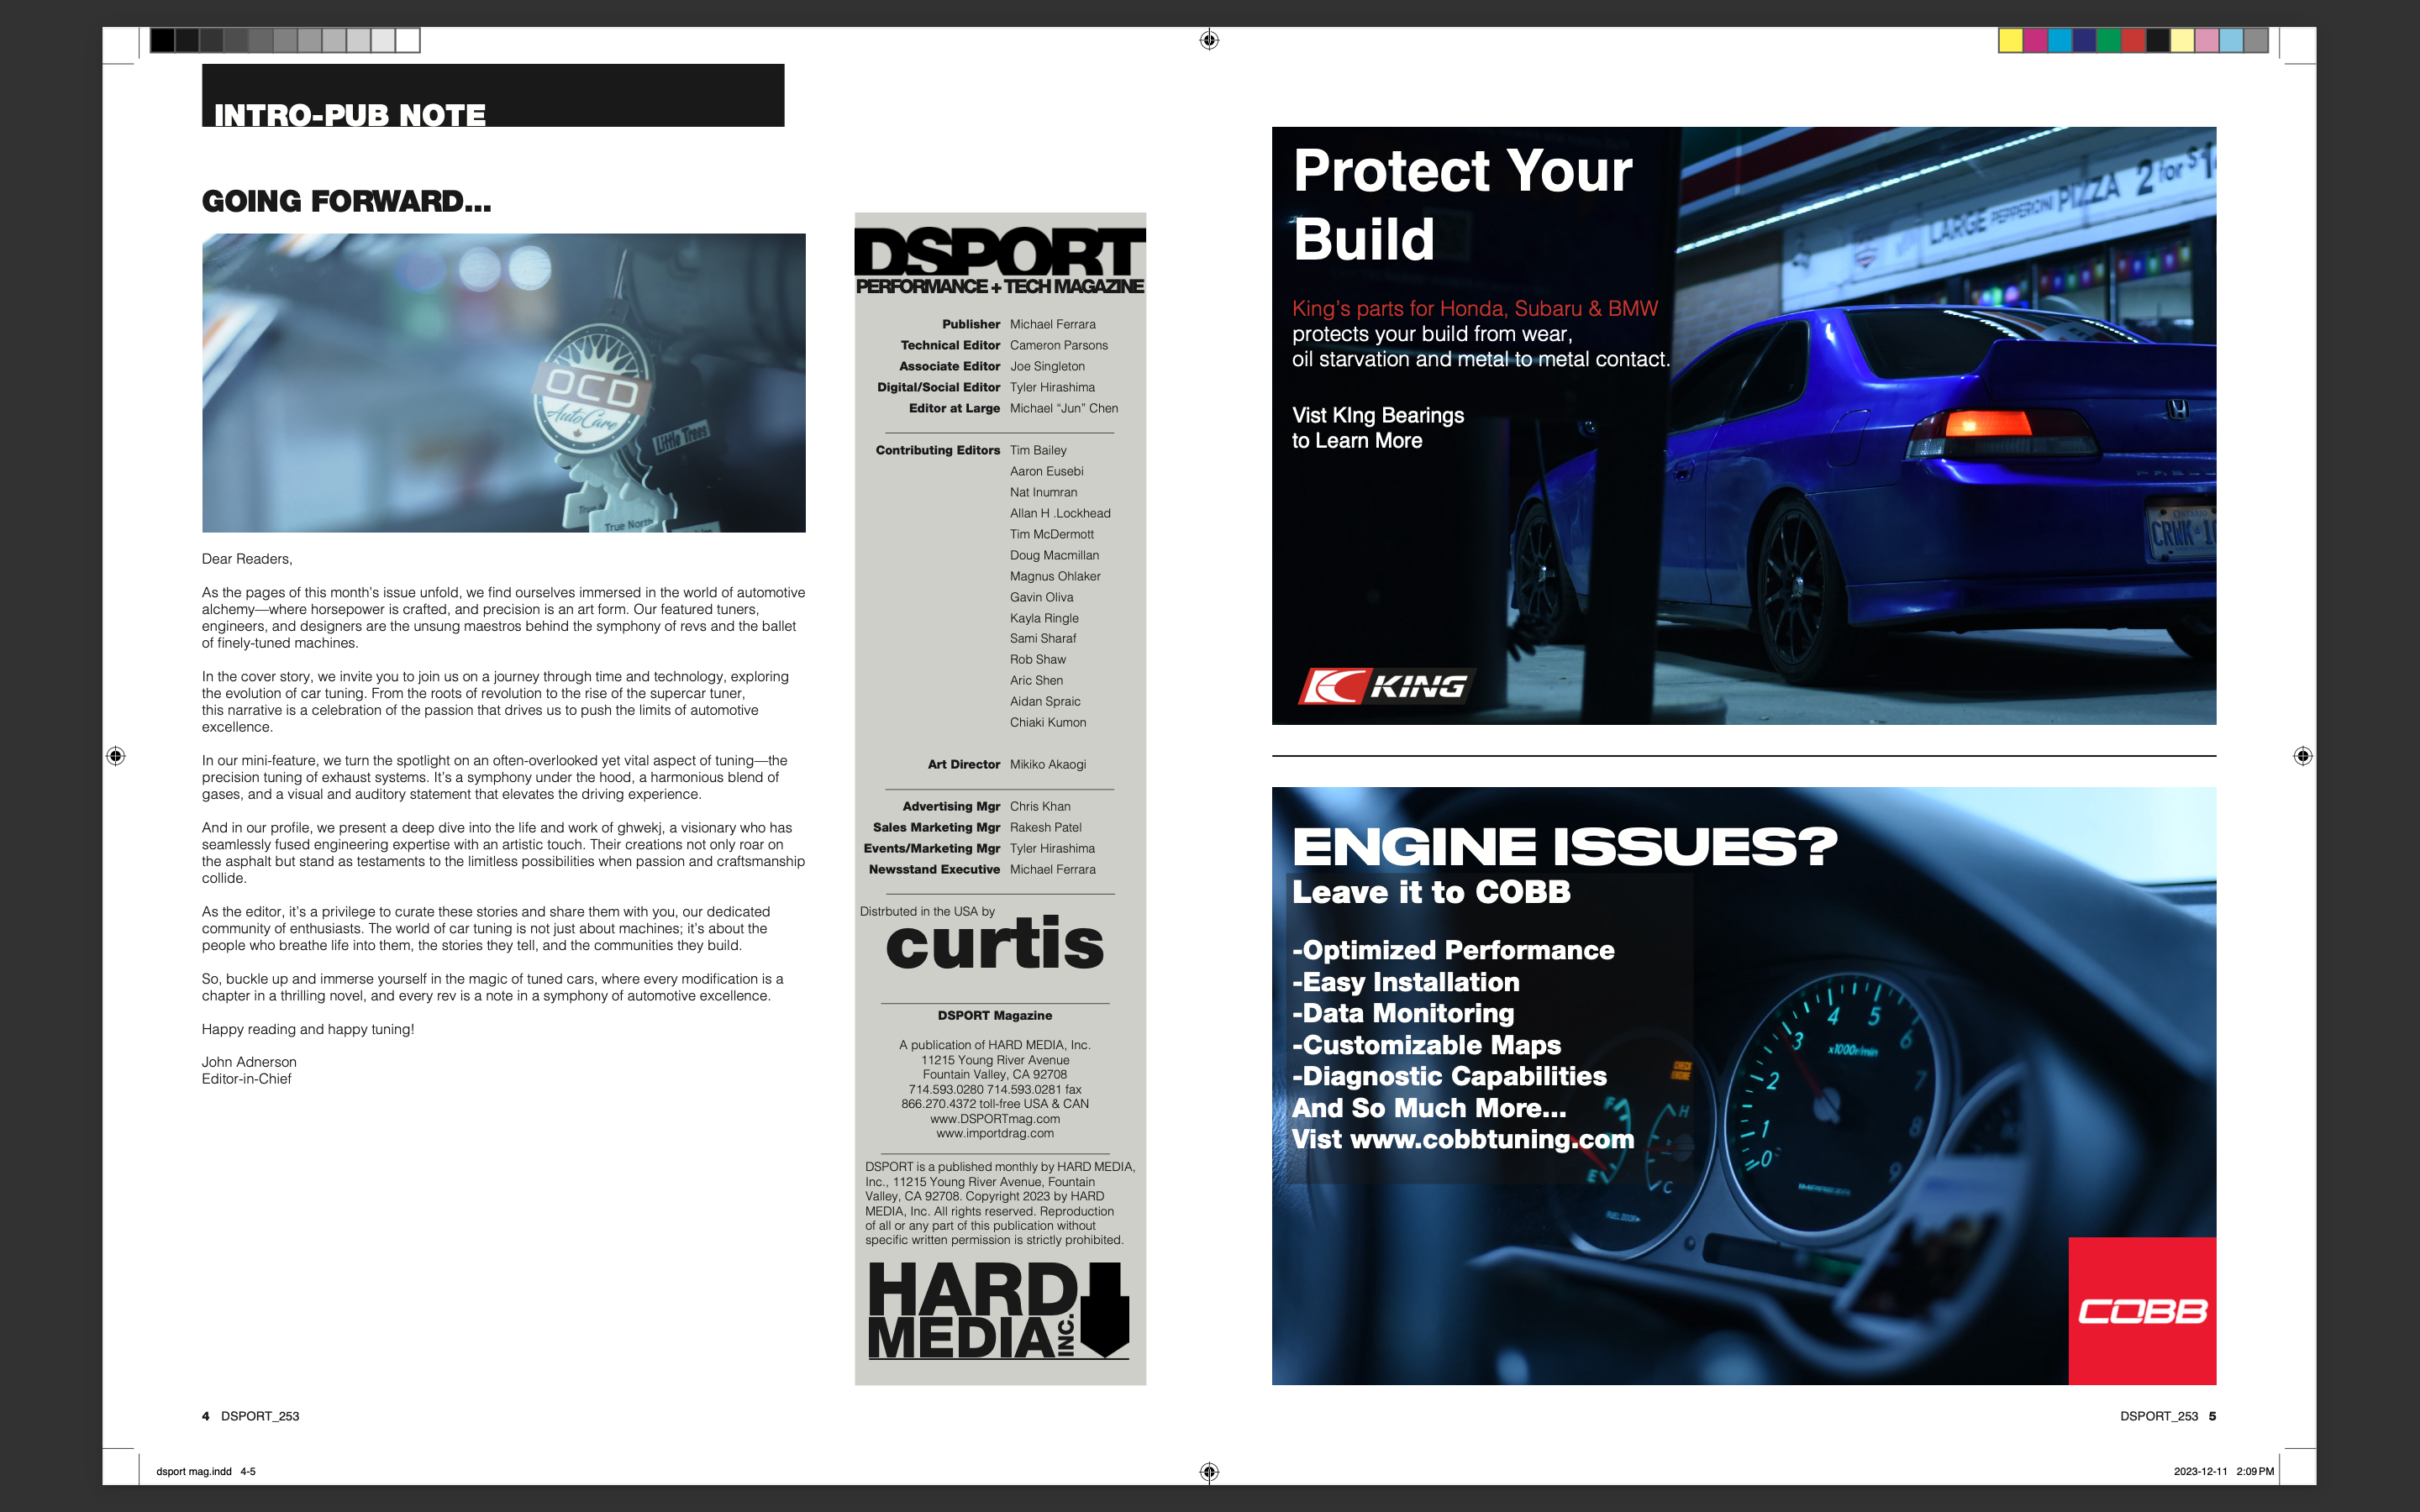 INTRO-PUB NOTE
GOING FORWARD...
OCD
AutoCare
Little Trees
True North
Dear Readers,
As the pages of this month's issue unfold, we find ourselves immersed in the world of automotive
alchemy—where horsepower is crafted, and precision is an art form. Our featured tuners,
engineers, and designers are the unsung maestros behind the symphony of revs and the ballet
of finely-tuned machines.
In the cover story, we invite you to join us on a journey through time and technology, exploring
the evolution of car tuning. From the roots of revolution to the rise of the supercar tuner,
this narrative is a celebration of the passion that drives us to push the limits of automotive
excellence.
In our mini-feature, we turn the spotlight on an often-overlooked yet vital aspect of tuning—the
precision tuning of exhaust systems. It's a symphony under the hood, a harmonious blend of
gases, and a visual and auditory statement that elevates the driving experience.
And in our profile, we present a deep dive into the life and work of ghwekj, a visionary who has
seamlessly fused engineering expertise with an artistic touch. Their creations not only roar on
the asphalt but stand as testaments to the limitless possibilities when passion and craftsmanship
collide.
As the editor, it's a privilege to curate these stories and share them with you, our dedicated
community of enthusiasts. The world of car tuning is not just about machines; it's about the
people who breathe life into them, the stories they tell, and the communities they build.
So, buckle up and immerse yourself in the magic of tuned cars, where every modification is a
chapter in a thrilling novel, and every rev is a note in a symphony of automotive excellence.
Happy reading and happy tuning!
John Adnerson
Editor-in-Chief
DSPORT
PERFORMANCE + TECH MAGAZINE
Publisher Michael Ferrara
Technical Editor Cameron Parsons
Associate Editor Joe Singleton
Digital/Social Editor Tyler Hirashima
Editor at Large Michael “Jun” Chen
Contributing Editors Tim Bailey
Aaron Eusebi
Nat Inumran
Allan H .Lockhead
Tim McDermott
Doug Macmillan
Magnus Ohlaker
Gavin Oliva
Kayla Ringle
Sami Sharaf
Rob Shaw
Aric Shen
Aidan Spraic
Chiaki Kumon
Art Director Mikiko Akaogi
Advertising Mgr Chris Khan
Sales Marketing Mgr Rakesh Patel
Events/Marketing Mgr Tyler Hirashima
Newsstand Executive Michael Ferrara
Distrbuted in the USA by
curtis
DSPORT Magazine
A publication of HARD MEDIA, Inc.
11215 Young River Avenue
Fountain Valley, CA 92708
714.593.0280 714.593.0281 fax
866.270.4372 toll-free USA & CAN
www.DSPORTmag.com
www.importdrag.com
DSPORT is a published monthly by HARD MEDIA,
Inc., 11215 Young River Avenue, Fountain
Valley, CA 92708. Copyright 2023 by HARD
MEDIA, Inc. All rights reserved. Reproduction
of all or any part of this publication without
specific written permission is strictly prohibited.
HARD
MEDIA INC.
4 DSPORT_253
Protect Your
Build
King's parts for Honda, Subaru & BMW
protects your build from wear,
oil starvation and metal to metal contact.
Vist KIng Bearings
to Learn More
LARGE PEPPERONI PIZZA 2 for $1
ONTARIO
KING
ENGINE ISSUES?
Leave it to COBB
-Optimized Performance
-Easy Installation
-Data Monitoring
-Customizable Maps
-Diagnostic Capabilities
And So Much More...
Vist www.cobbtuning.com
CHECK
ENGINE
F
E
H
C
FUEL DOOR
0 1 2 3 4 5 6 7 8 9
x1000r/min
IMPREZA
COBB
DSPORT_253 5
dsport mag.indd 4-5
2023-12-11 2:09 PM